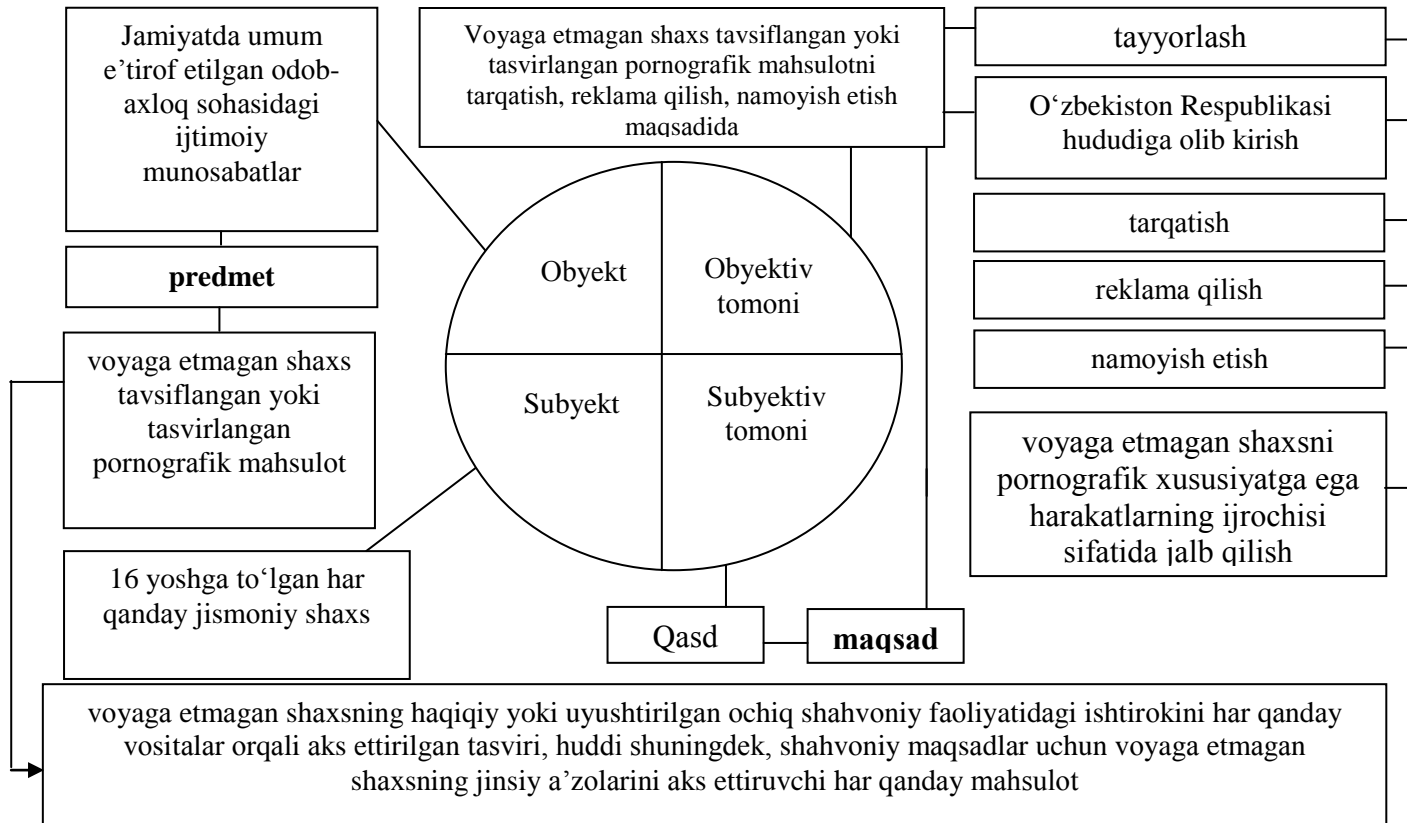 Jamiyatda umum
e’tirof etilgan odob-
axloq sohasidagi
ijtimoiy
munosabatlar
predmet
voyaga etmagan shaxs
tavsiflangan yoki
tasvirlangan
pornografik mahsulot
16 yoshga to‘lgan har
qanday jismoniy shaxs
Voyaga etmagan shaxs tavsiflangan yoki
tasvirlangan pornografik mahsulotni
tarqatish, reklama qilish, namoyish etish
maqsadida
Obyekt
Obyektiv
tomoni
Subyekt
Subyektiv
tomoni
Qasd
maqsad
tayyorlash
O‘zbekiston Respublikasi
hududiga olib kirish
tarqatish
reklama qilish
namoyish etish
voyaga etmagan shaxsni
pornografik xususiyatga ega
harakatlarning ijrochisi
sifatida jalb qilish
voyaga etmagan shaxsning haqiqiy yoki uyushtirilgan ochiq shahvoniy faoliyatidagi ishtirokini har qanday
vositalar orqali aks ettirilgan tasviri, huddi shuningdek, shahvoniy maqsadlar uchun voyaga etmagan
shaxsning jinsiy a’zolarini aks ettiruvchi har qanday mahsulot